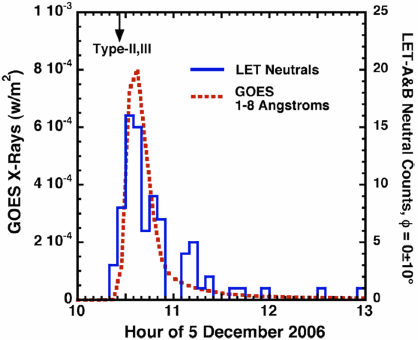 1 10⁻³
8 10⁻⁴
6 10⁻⁴
4 10⁻⁴
2 10⁻⁴
0
GOES X-Rays (w/m²)
Type-II,III
LET Neutrals
GOES
1-8 Angstroms
25
20
15
10
5
0
LET-A&B Neutral Counts, φ = 0±10°
10 11 12 13
Hour of 5 December 2006